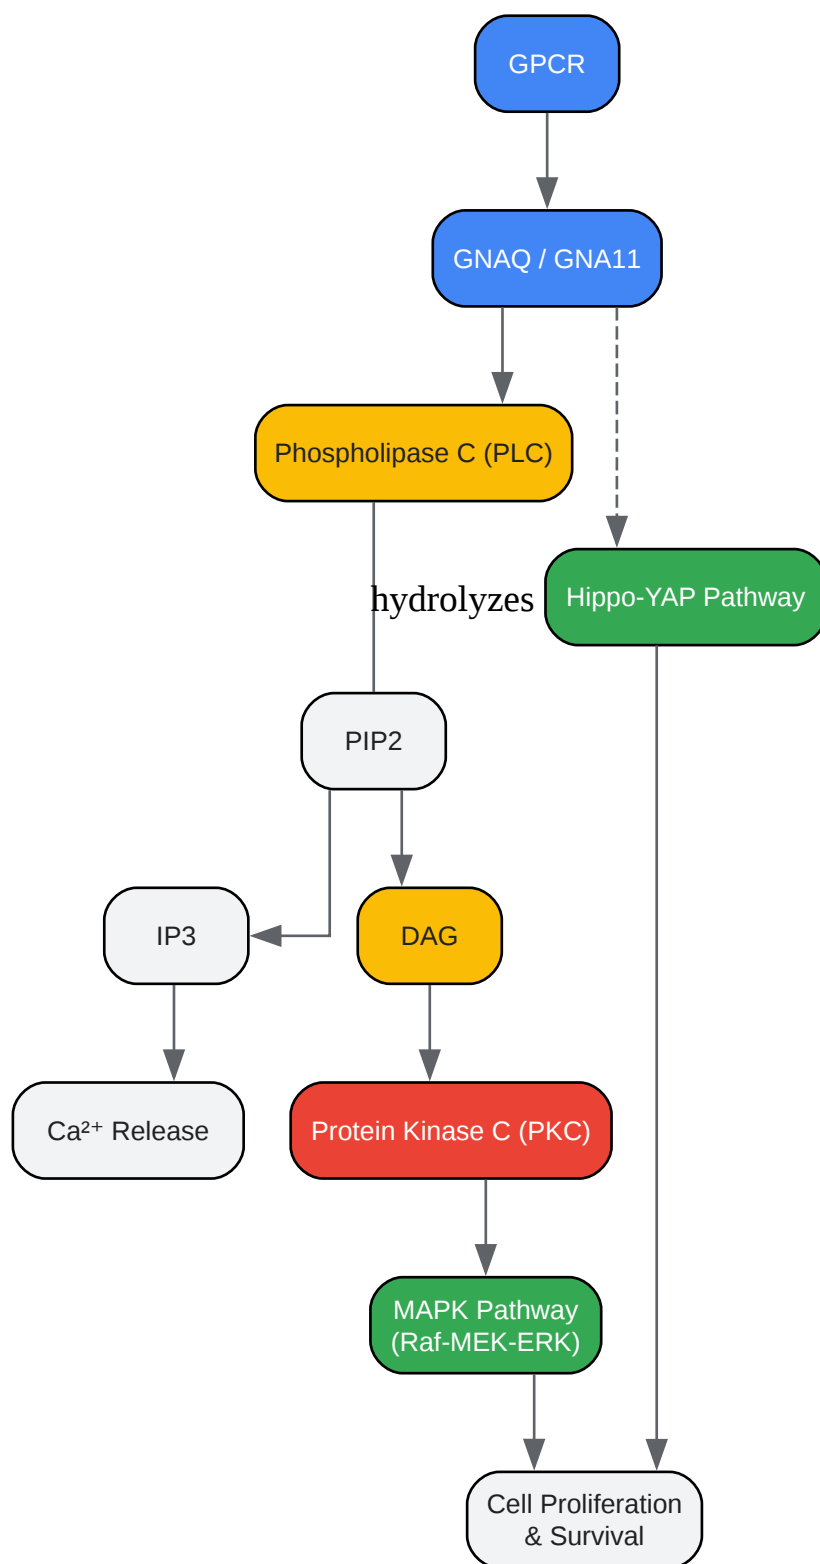 GPCR
GNAQ / GNA11
Phospholipase C (PLC)
hydrolyzes
Hippo-YAP Pathway
PIP2
IP3
DAG
Ca²⁺ Release
Protein Kinase C (PKC)
MAPK Pathway
(Raf-MEK-ERK)
Cell Proliferation
& Survival